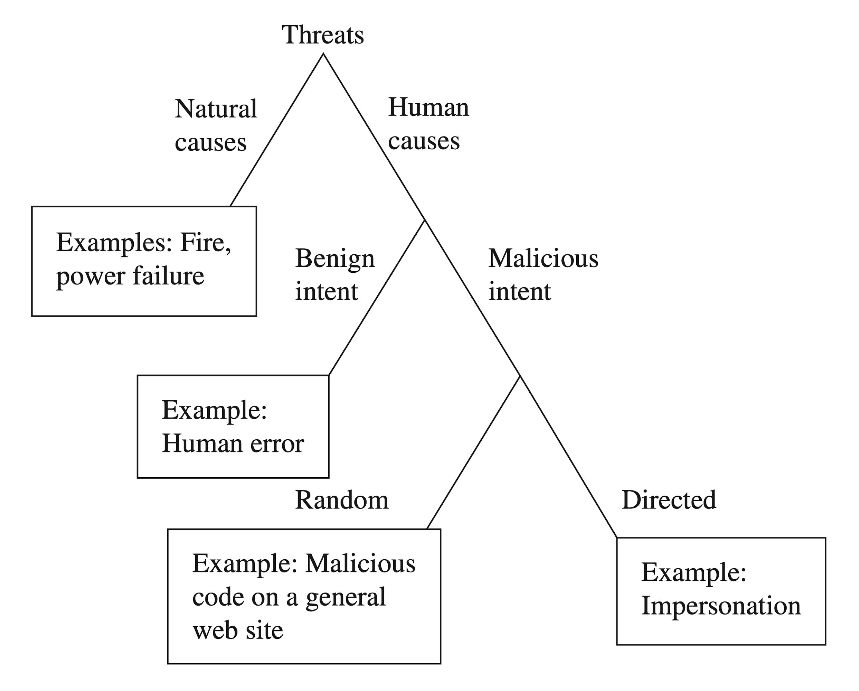 Threats
Natural
causes
Human
causes
Examples: Fire,
power failure
Benign
intent
Malicious
intent
Example:
Human error
Random
Directed
Example: Malicious
code on a general
web site
Example:
Impersonation